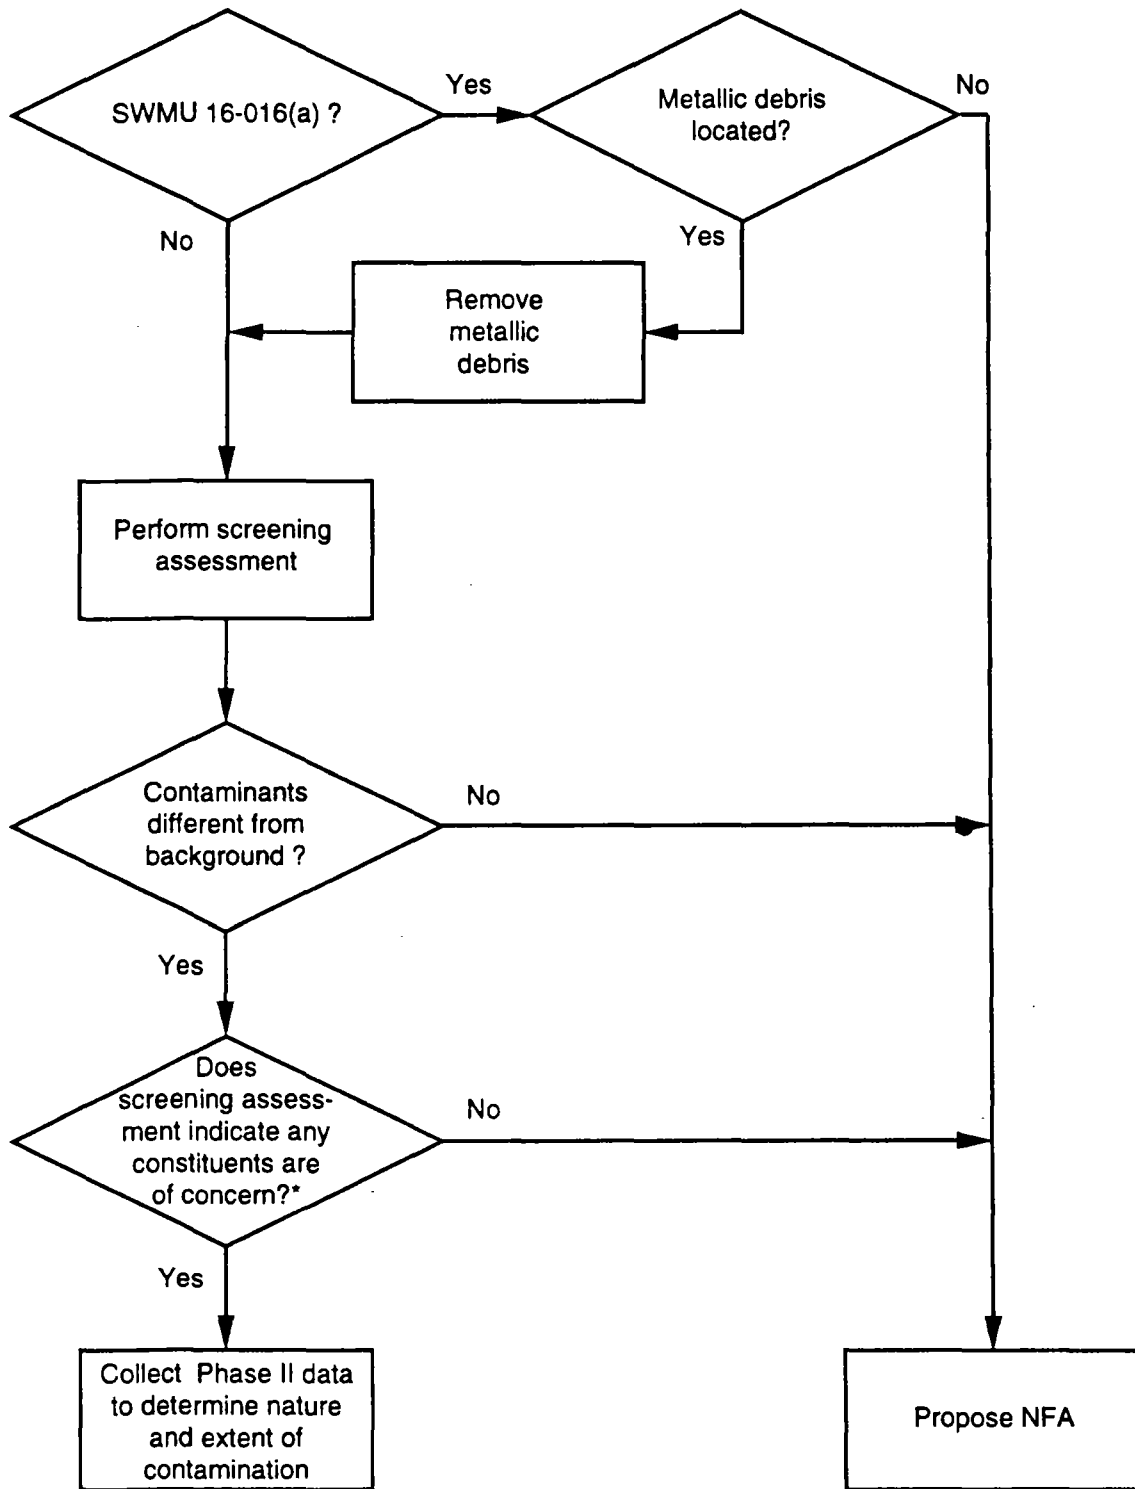 SWMU 16-016(a) ?
Yes
Metallic debris
located?
No
No
Yes
Remove
metallic
debris
Perform screening
assessment
Contaminants
different from
background ?
No
Yes
Does
screening assess-
ment indicate any
constituents are
of concern?*
No
Yes
Collect Phase II data
to determine nature
and extent of
contamination
Propose NFA